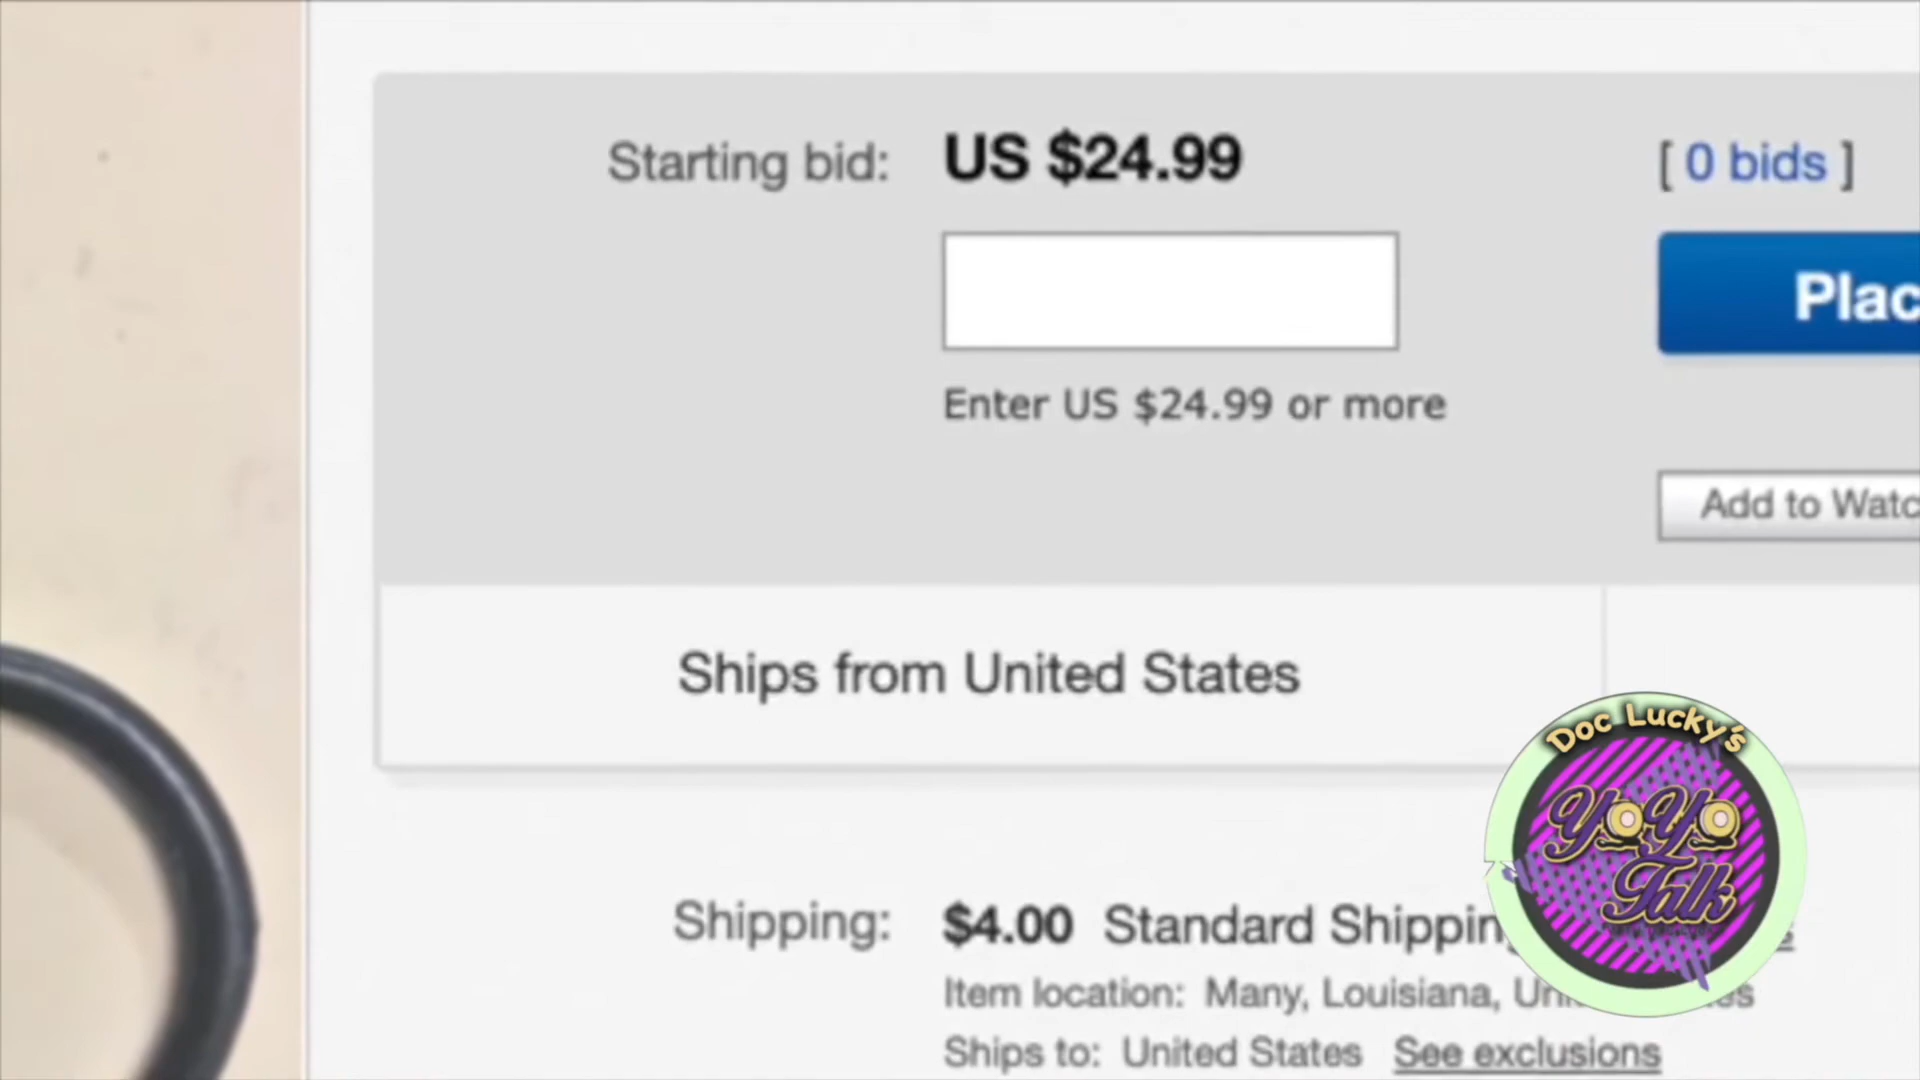 Starting bid: US $24.99 [ 0 bids ]
Plac
Enter US $24.99 or more
Add to Watc
Ships from United States
Doc Lucky's
YoYo
Talk
Shipping: $4.00 Standard Shippin
Item location: Many, Louisiana,
Ships to: United States See exclusions